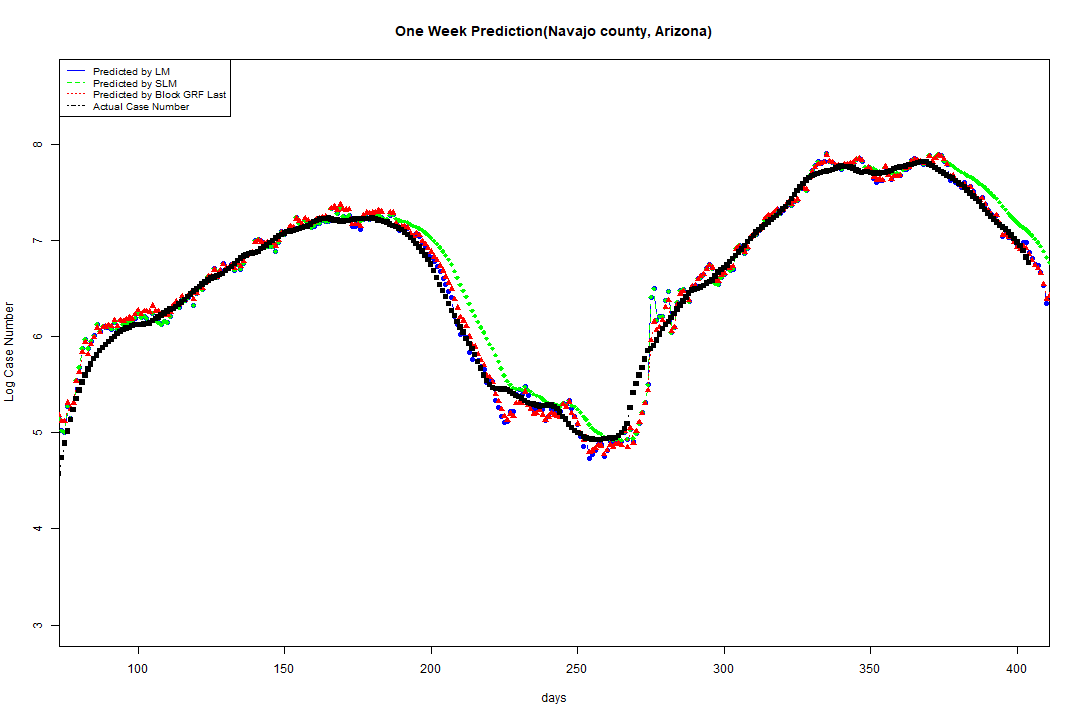 One Week Prediction(Navajo county, Arizona)
Predicted by LM
Predicted by SLM
Predicted by Block GRF Last
Actual Case Number
Log Case Number
8
7
6
5
4
3
100 150 200 250 300 350 400
days